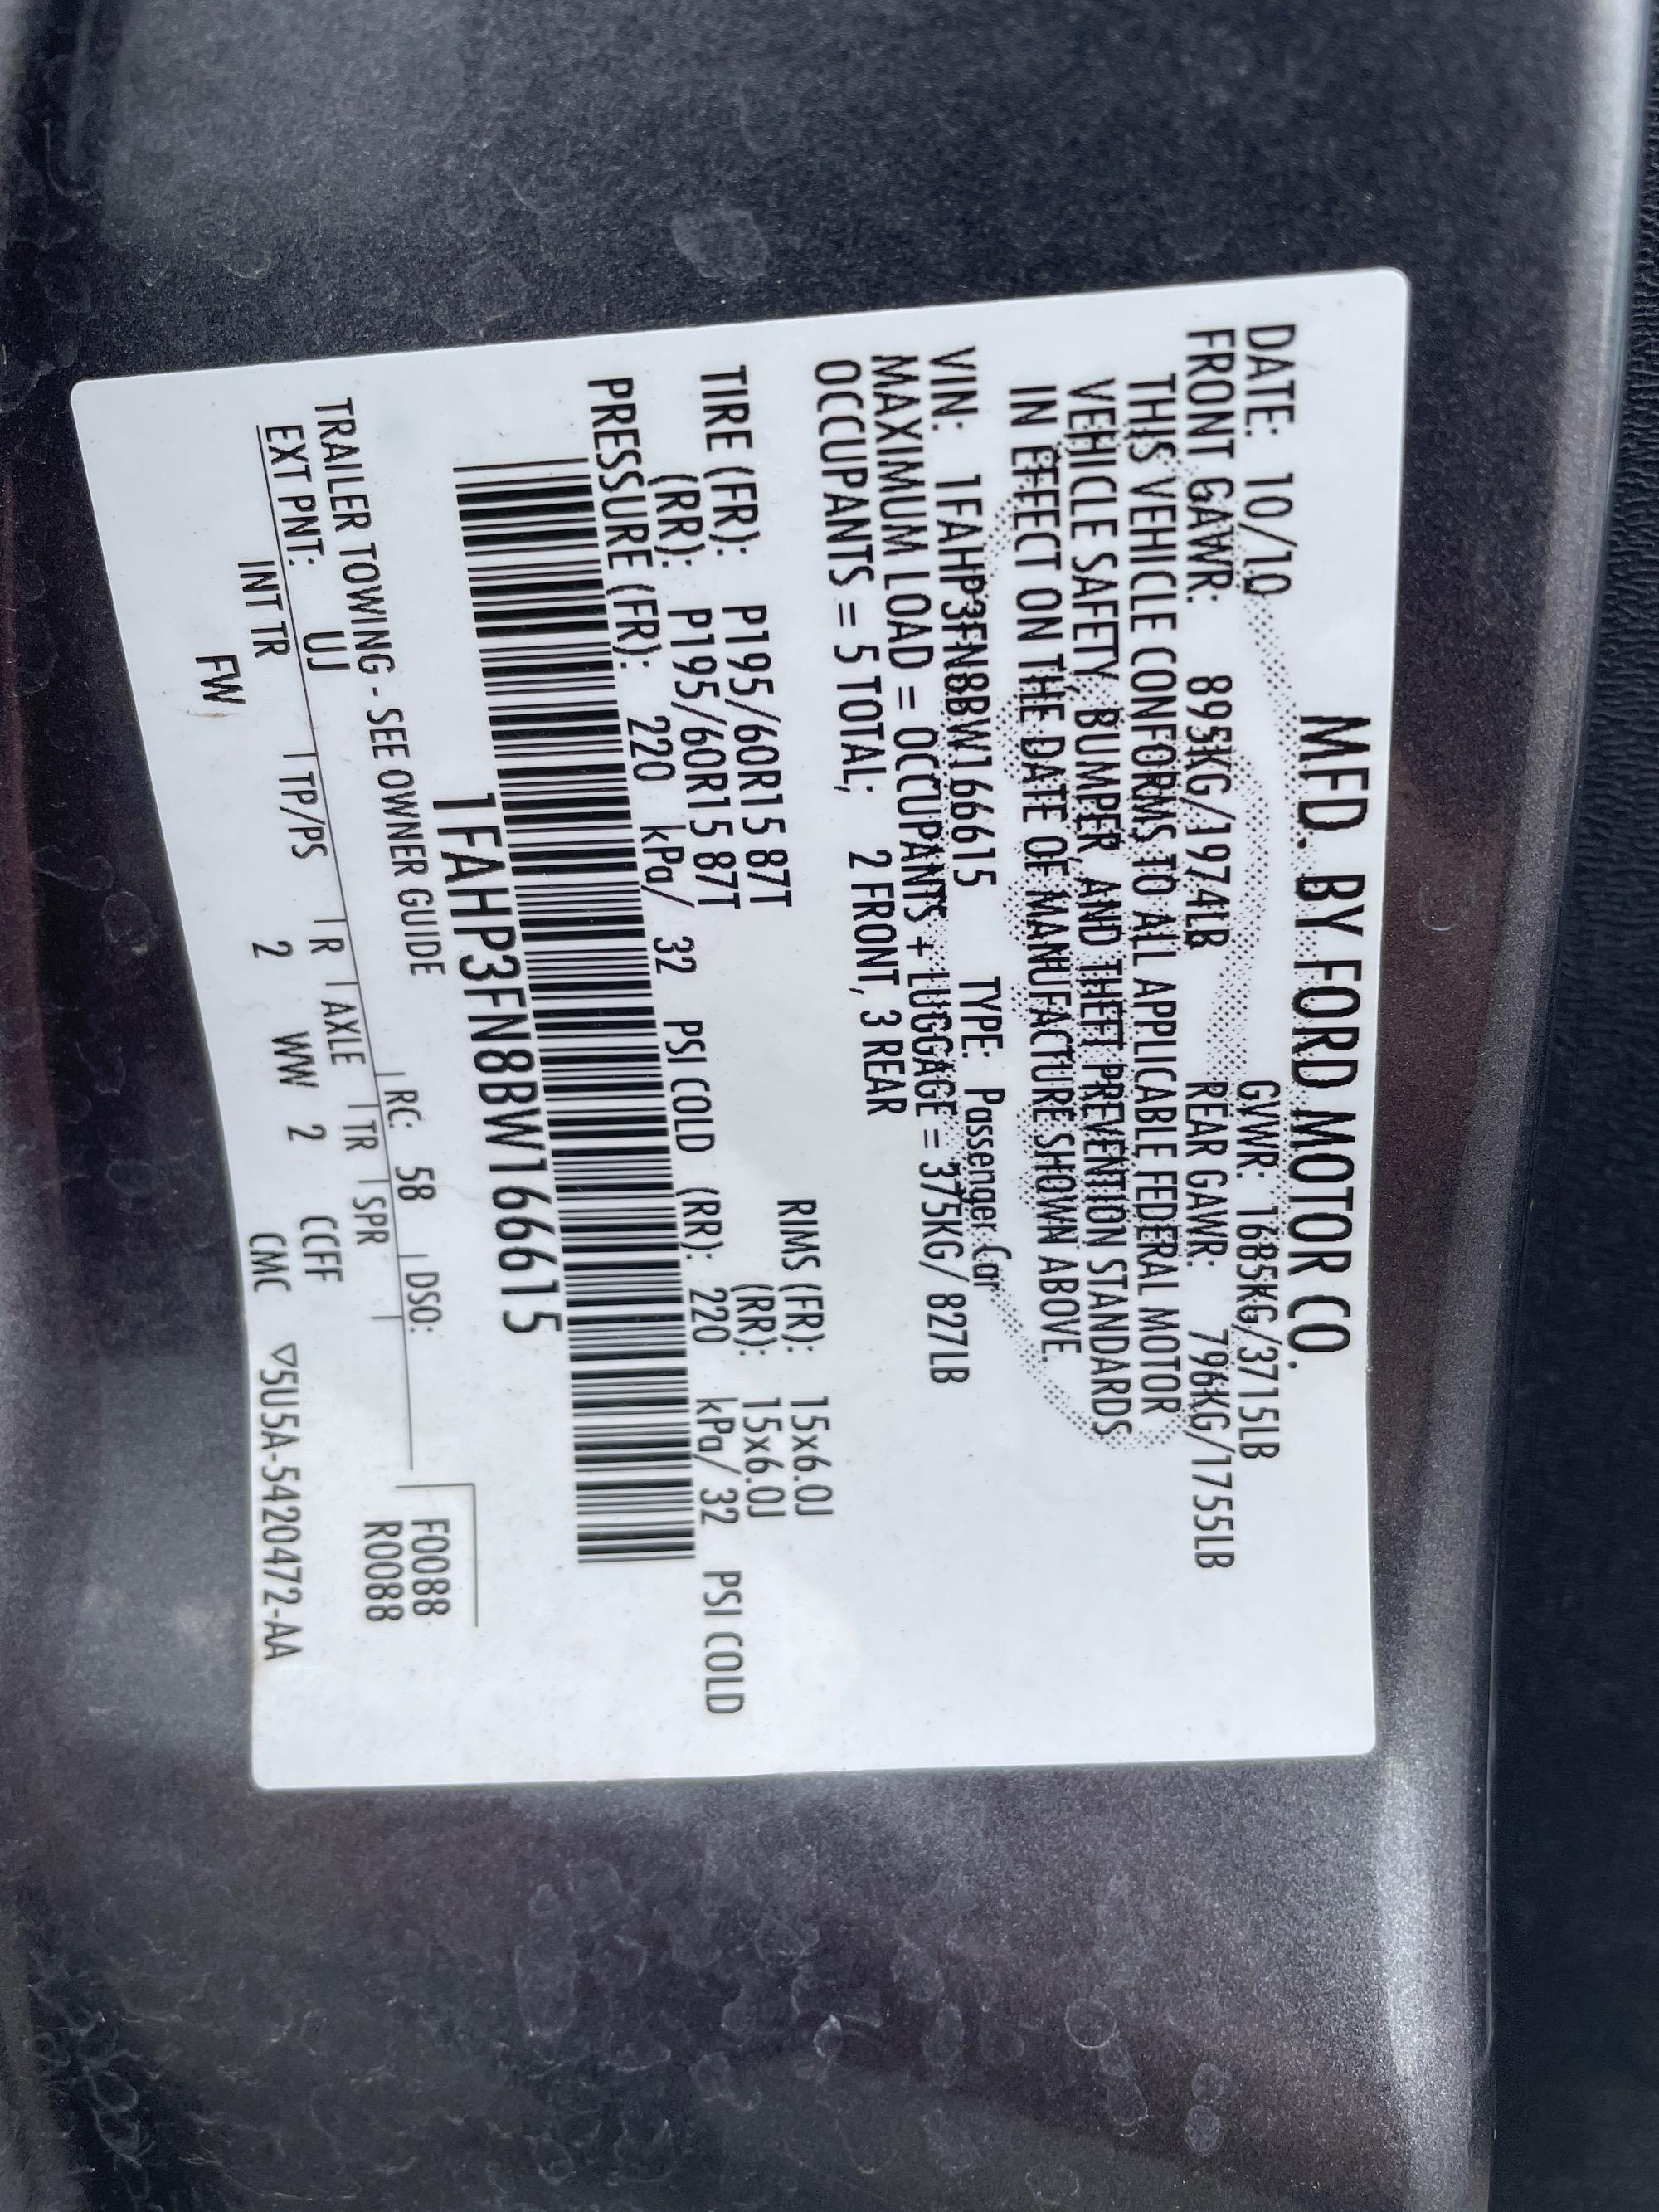 MFD. BY FORD MOTOR CO.
DATE: 10/10 GVWR: 1685KG/3715LB
FRONT GAWR: 895KG/1974LB REAR GAWR: 796KG/1755LB
THIS VEHICLE CONFORMS TO ALL APPLICABLE FEDERAL MOTOR
VEHICLE SAFETY, BUMPER, AND THEFT PREVENTION STANDARDS
IN EFFECT ON THE DATE OF MANUFACTURE SHOWN ABOVE.
VIN: 1FAHP3FN8BW166615 TYPE: Passenger Car
MAXIMUM LOAD = OCCUPANTS + LUGGAGE = 375KG/ 827LB
OCCUPANTS = 5 TOTAL; 2 FRONT, 3 REAR
TIRE (FR): P195/60R15 87T RIMS (FR): 15x6.0J
(RR): P195/60R15 87T (RR): 15x6.0J
PRESSURE (FR): 220 kPa/ 32 PSI COLD (RR): 220 kPa/ 32 PSI COLD
1FAHP3FN8BW166615
TRAILER TOWING - SEE OWNER GUIDE
F0088
EXT PNT: UJ RC: 58 DSO: R0088
INT TR TP/PS R AXLE TR SPR
FW 2 WW 2 CCFF
CMC ▽5U5A-5420472-AA